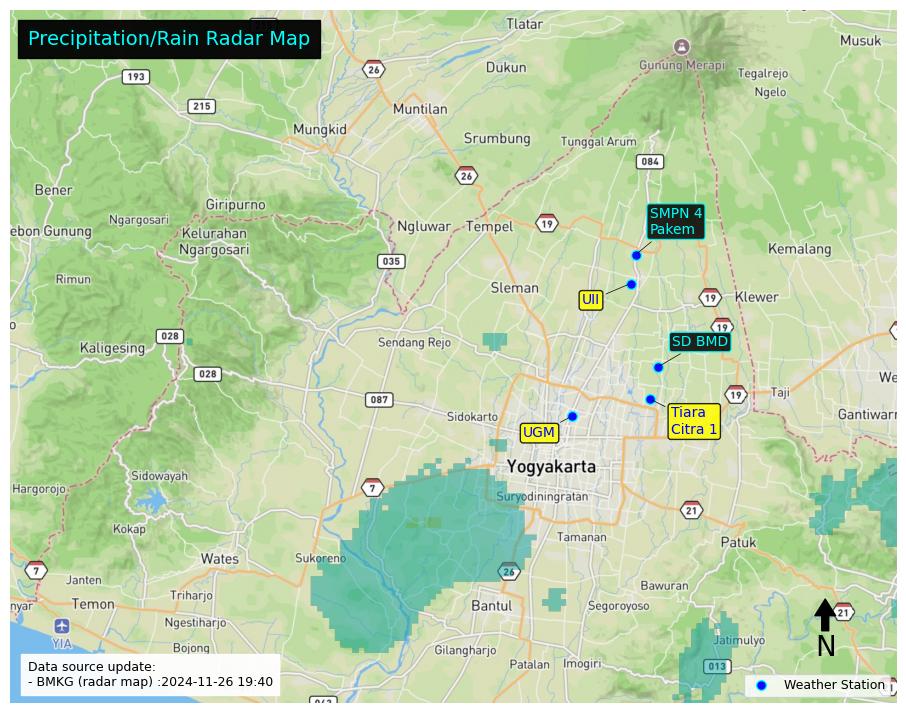 Precipitation/Rain Radar Map
Tlatar
Musuk
26
Dukun
Gunung Merapi
Tegalrejo
193
Ngelo
215
Muntilan
Mungkid
Srumbung
Tunggal Arum
084
26
Bener
Giripurno
SMPN 4
Pakem
Ngargosari
ebon Gunung
Kelurahan
Ngargosari
Ngluwar
Tempel
19
Kemalang
035
Rimun
Sleman
UII
19
Klewer
19
028
Kaligesing
Sendang Rejo
SD BMD
028
We
087
19
Taji
Sidokarto
Tiara
Citra 1
Gantiwarr
UGM
Yogyakarta
Sidowayah
Hargorojo
7
Suryodiningratan
21
Kokap
Tamanan
Patuk
Wates
Sukoreno
7
26
Janten
Bawuran
nyar
Temon
Triharjo
Bantul
Segoroyoso
21
Ngestiharjo
YIA
Jatimulyo
N
Bojong
Gilangharjo
Patalan
Imogiri
013
Data source update:
- BMKG (radar map) :2024-11-26 19:40
Weather Station